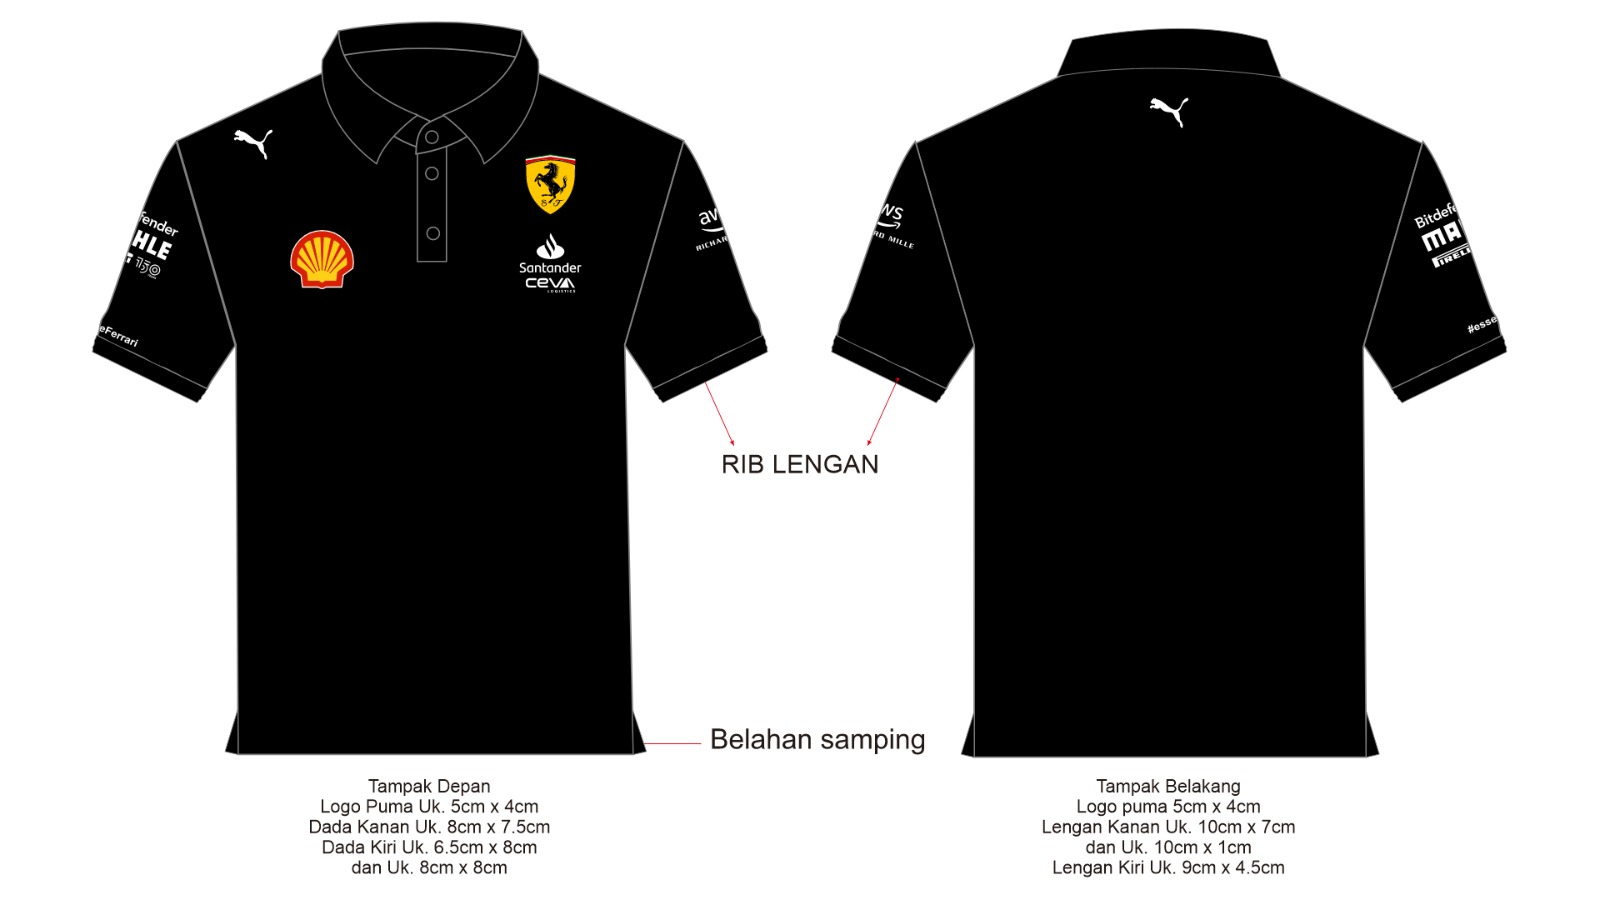 fender
HLE
150
eFerrari
S F
Santander
CEVA
LOGISTICS
aw
RICHAR
RIB LENGAN
Belahan samping
Tampak Depan
Logo Puma Uk. 5cm x 4cm
Dada Kanan Uk. 8cm x 7.5cm
Dada Kiri Uk. 6.5cm x 8cm
dan Uk. 8cm x 8cm
ws
RD MILLE
Bitdefe
MA
PIRELL
#esse
Tampak Belakang
Logo puma 5cm x 4cm
Lengan Kanan Uk. 10cm x 7cm
dan Uk. 10cm x 1cm
Lengan Kiri Uk. 9cm x 4.5cm